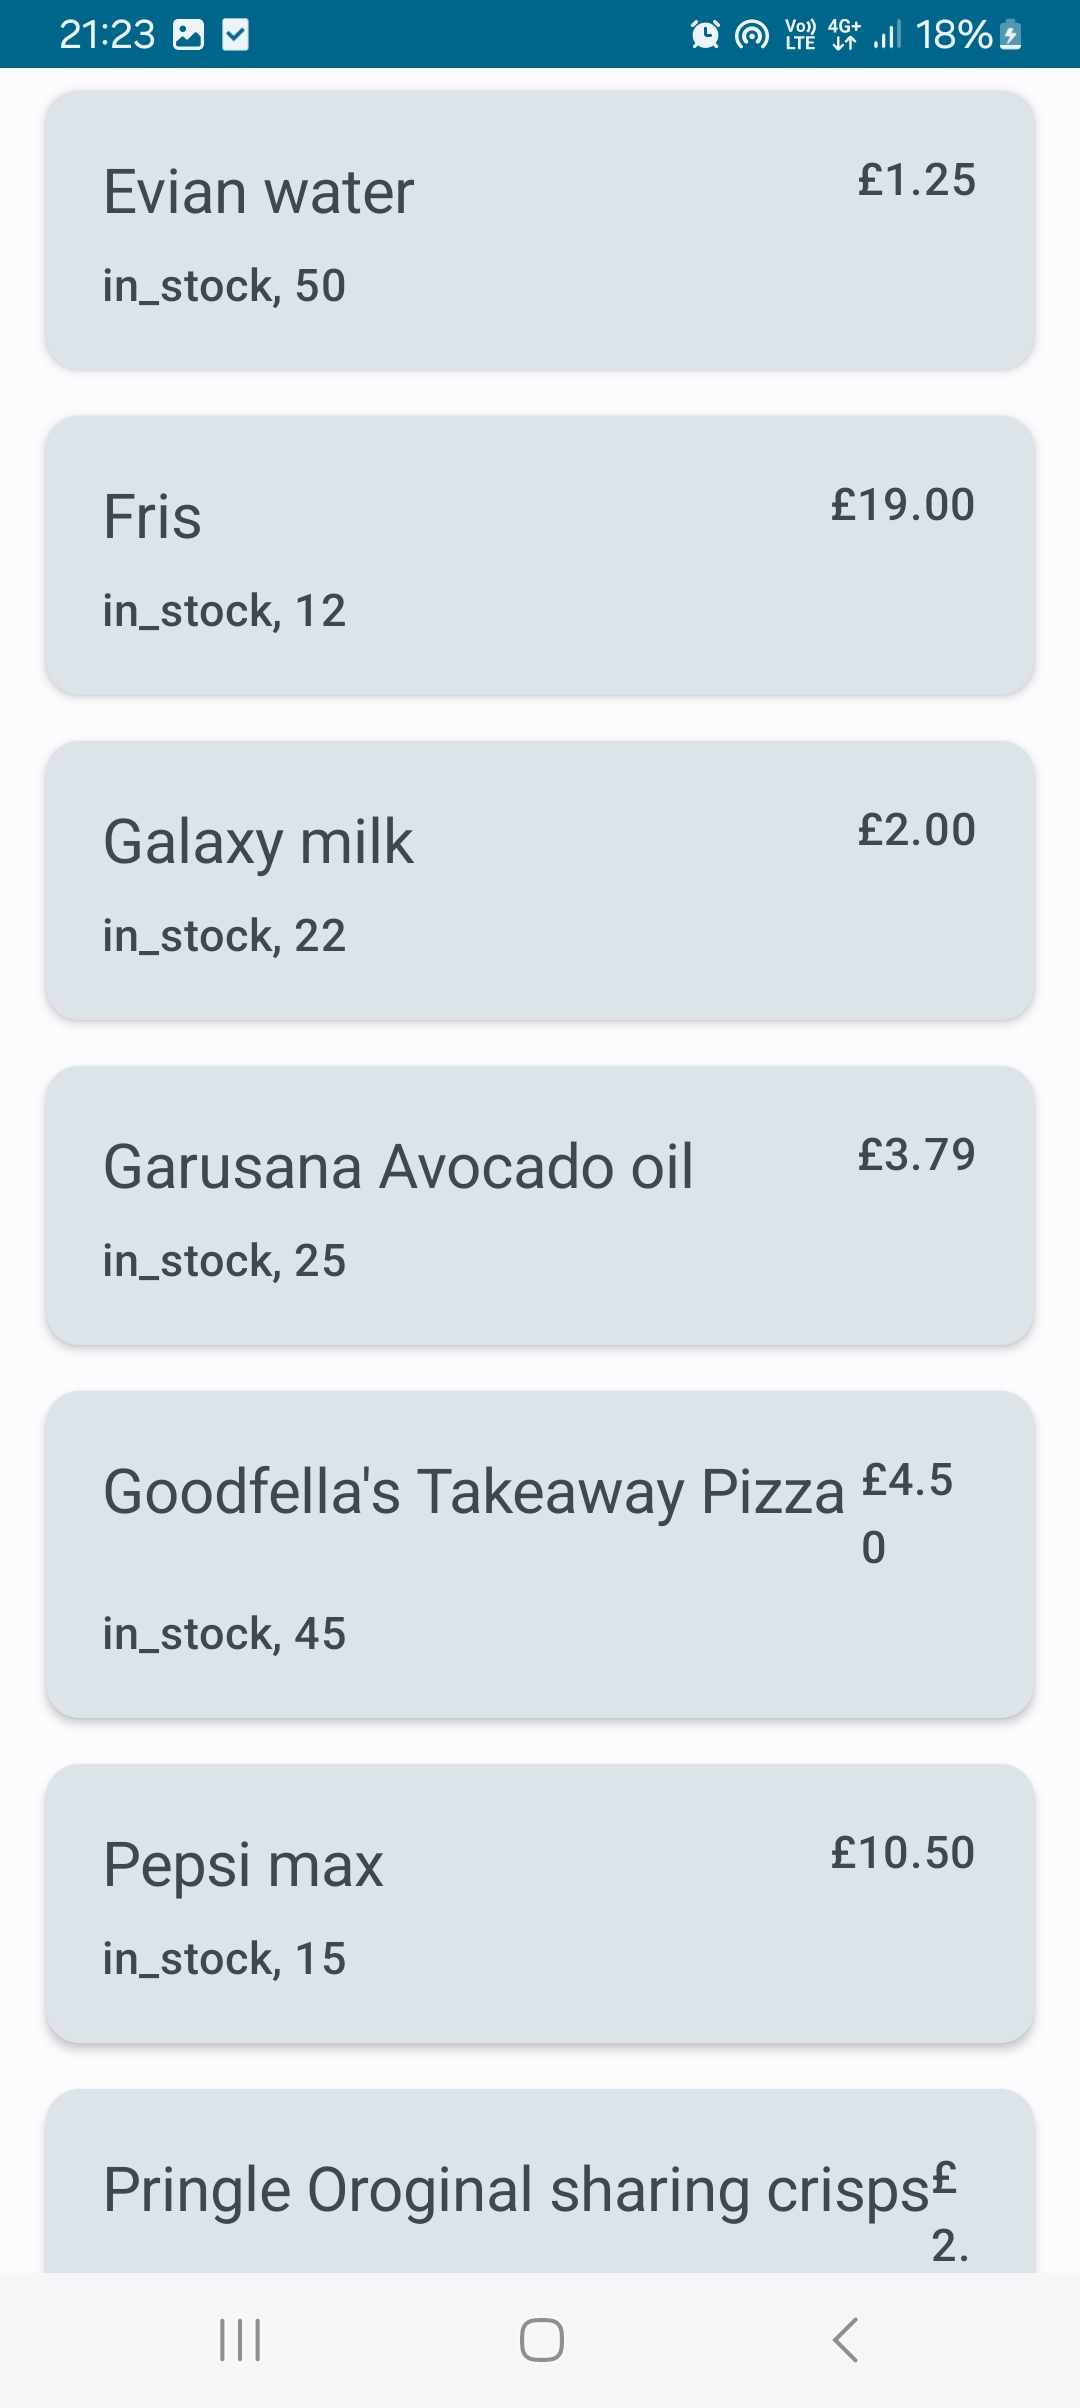 21:23 Vo)) LTE 4G+ 18%
Evian water £1.25
in_stock, 50
Fris £19.00
in_stock, 12
Galaxy milk £2.00
in_stock, 22
Garusana Avocado oil £3.79
in_stock, 25
Goodfella's Takeaway Pizza £4.5
0
in_stock, 45
Pepsi max £10.50
in_stock, 15
Pringle Oroginal sharing crisps £
2.